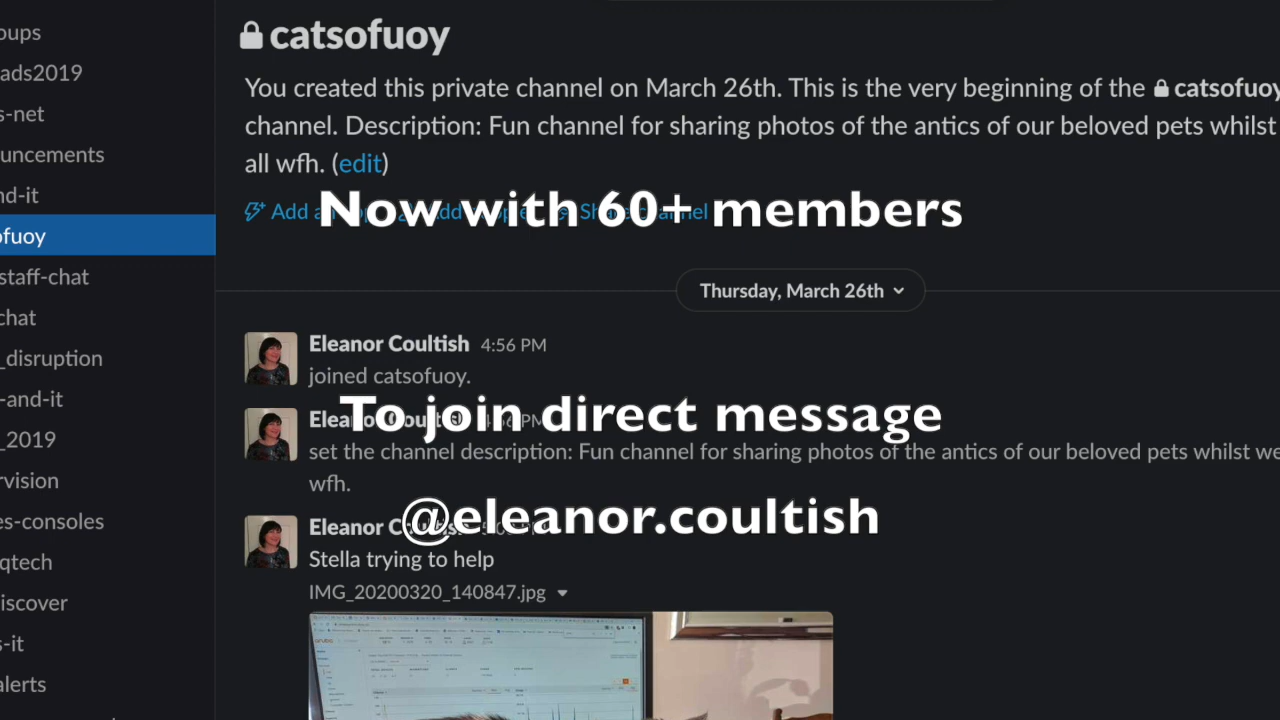 oups
ads2019
s-net
uncements
nd-it
ofuoy
staff-chat
chat
_disruption
-and-it
_2019
rvision
es-consoles
qtech
iscover
s-it
alerts
catsofuoy
You created this private channel on March 26th. This is the very beginning of the catsofuoy
channel. Description: Fun channel for sharing photos of the antics of our beloved pets whilst
all wfh. (edit)
Now with 60+ members
Thursday, March 26th
Eleanor Coultish 4:56 PM
joined catsofuoy.
To join direct message
set the channel description: Fun channel for sharing photos of the antics of our beloved pets whilst we
wfh.
@eleanor.coultish
Eleanor
Stella trying to help
IMG_20200320_140847.jpg